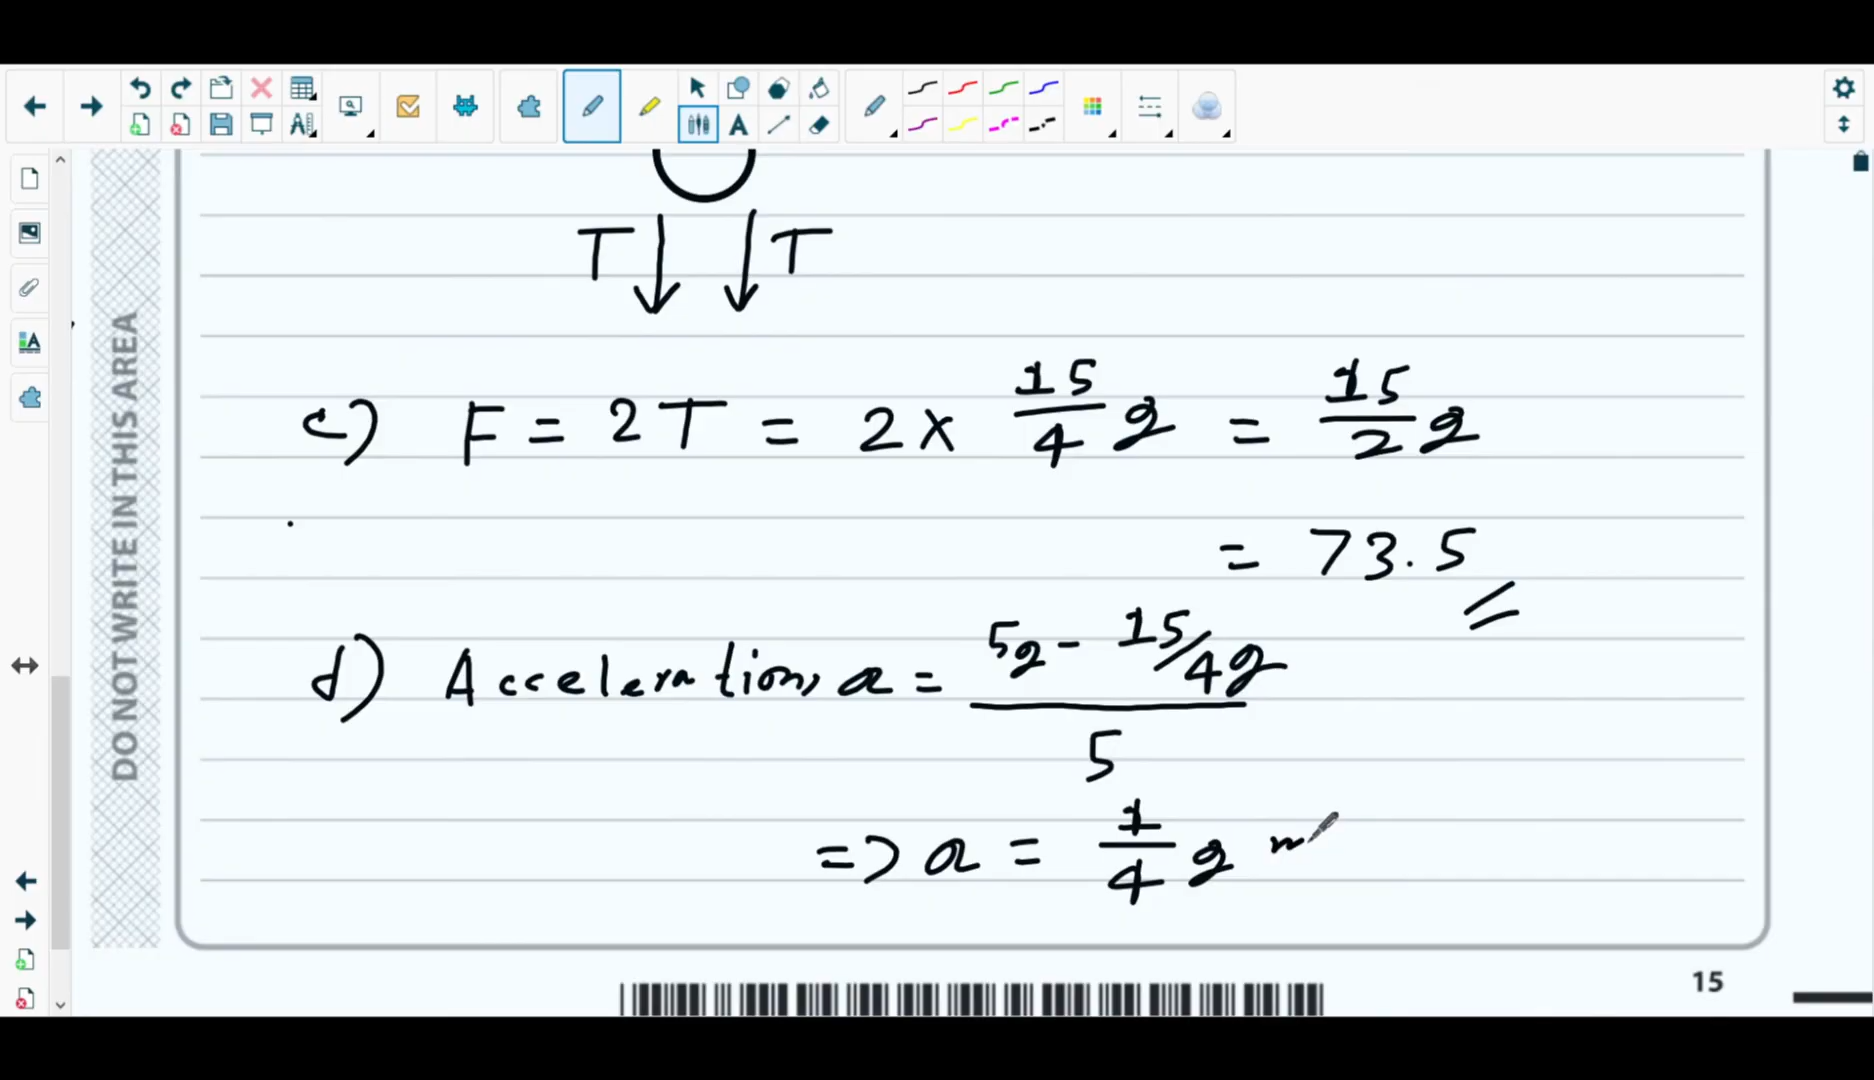 T T
c) F = 2T = 2 x 15/4 g = 15/2 g
= 73.5
d) Acceleration, a = 5g - 15/4 g / 5
=> a = 1/4 g m
DO NOT WRITE IN THIS AREA
15